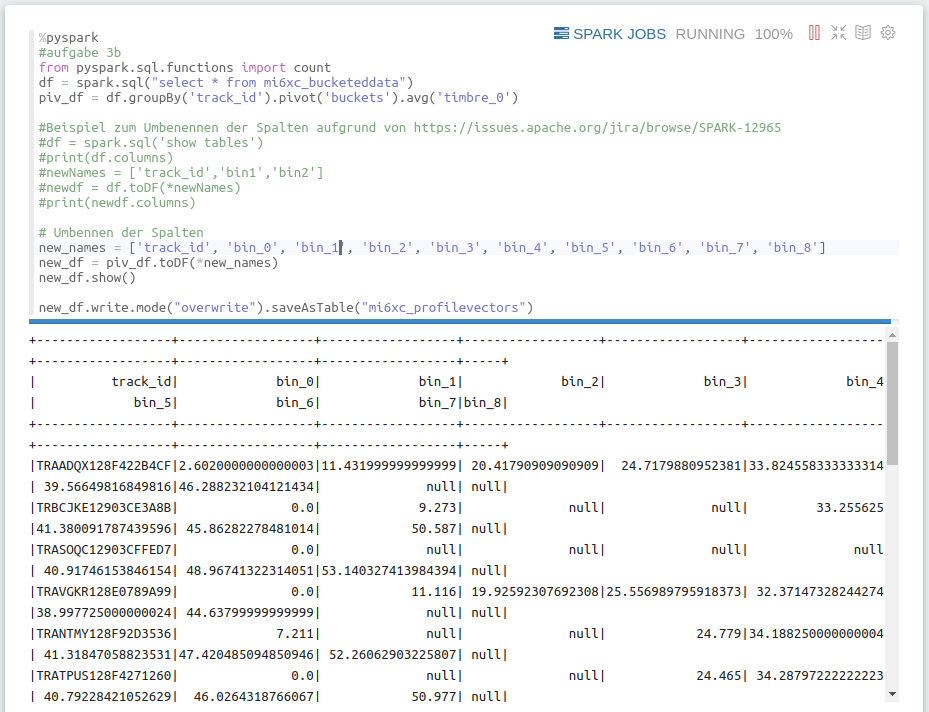 SPARK JOBS RUNNING 100%
%pyspark
#aufgabe 3b
from pyspark.sql.functions import count
df = spark.sql("select * from mi6xc_bucketeddata")
piv_df = df.groupBy('track_id').pivot('buckets').avg('timbre_0')
#Beispiel zum Umbenennen der Spalten aufgrund von https://issues.apache.org/jira/browse/SPARK-12965
#df = spark.sql('show tables')
#print(df.columns)
#newNames = ['track_id','bin1','bin2']
#newdf = df.toDF(*newNames)
#print(newdf.columns)
# Umbennen der Spalten
new_names = ['track_id', 'bin_0', 'bin_1', 'bin_2', 'bin_3', 'bin_4', 'bin_5', 'bin_6', 'bin_7', 'bin_8']
new_df = piv_df.toDF(*new_names)
new_df.show()
new_df.write.mode("overwrite").saveAsTable("mi6xc_profilevectors")
+------------------+------------------+------------------+------------------+------------------+------------------
+------------------+------------------+------------------+-----+
|          track_id|             bin_0|             bin_1|             bin_2|             bin_3|             bin_4
|             bin_5|             bin_6|             bin_7|bin_8|
+------------------+------------------+------------------+------------------+------------------+------------------
+------------------+------------------+------------------+-----+
|TRAADQX128F422B4CF|2.6020000000000003|11.431999999999999| 20.41790909090909|  24.7179880952381|33.824558333333314
| 39.56649816849816|46.288232104121434|              null| null|
|TRBCJKE12903CE3A8B|               0.0|             9.273|              null|              null|         33.255625
|41.380091787439596| 45.86282278481014|            50.587| null|
|TRASOQC12903CFFED7|               0.0|              null|              null|              null|              null
| 40.91746153846154| 48.96741322314051|53.140327413984394| null|
|TRAVGKR128E0789A99|               0.0|            11.116| 19.92592307692308|25.556989795918373| 32.37147328244274
|38.997725000000024| 44.63799999999999|              null| null|
|TRANTMY128F92D3536|             7.211|              null|              null|            24.779|34.188250000000004
| 41.31847058823531|47.420485094850946| 52.26062903225807| null|
|TRATPUS128F4271260|               0.0|              null|              null|            24.465| 34.28797222222223
| 40.79228421052629|  46.0264318766067|            50.977| null|